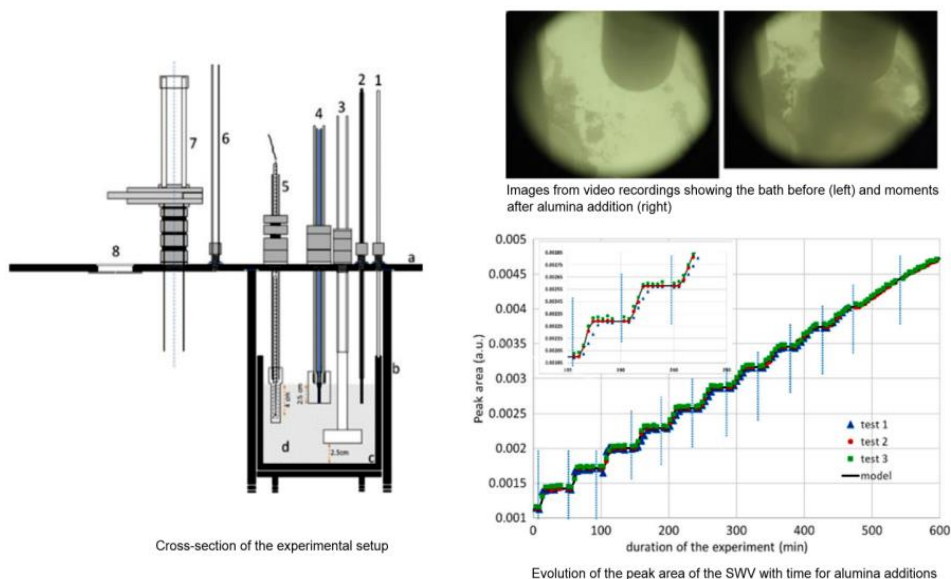 1
2
3
4
5
6
7
8
a
b
c
d
4 cm
2.5 cm
2.5cm
Cross-section of the experimental setup
Images from video recordings showing the bath before (left) and moments
after alumina addition (right)
Peak area (a.u.)
0.005
0.0045
0.004
0.0035
0.003
0.0025
0.002
0.0015
0.001
test 1
test 2
test 3
model
0 100 200 300 400 500 600
duration of the experiment (min)
Evolution of the peak area of the SWV with time for alumina additions